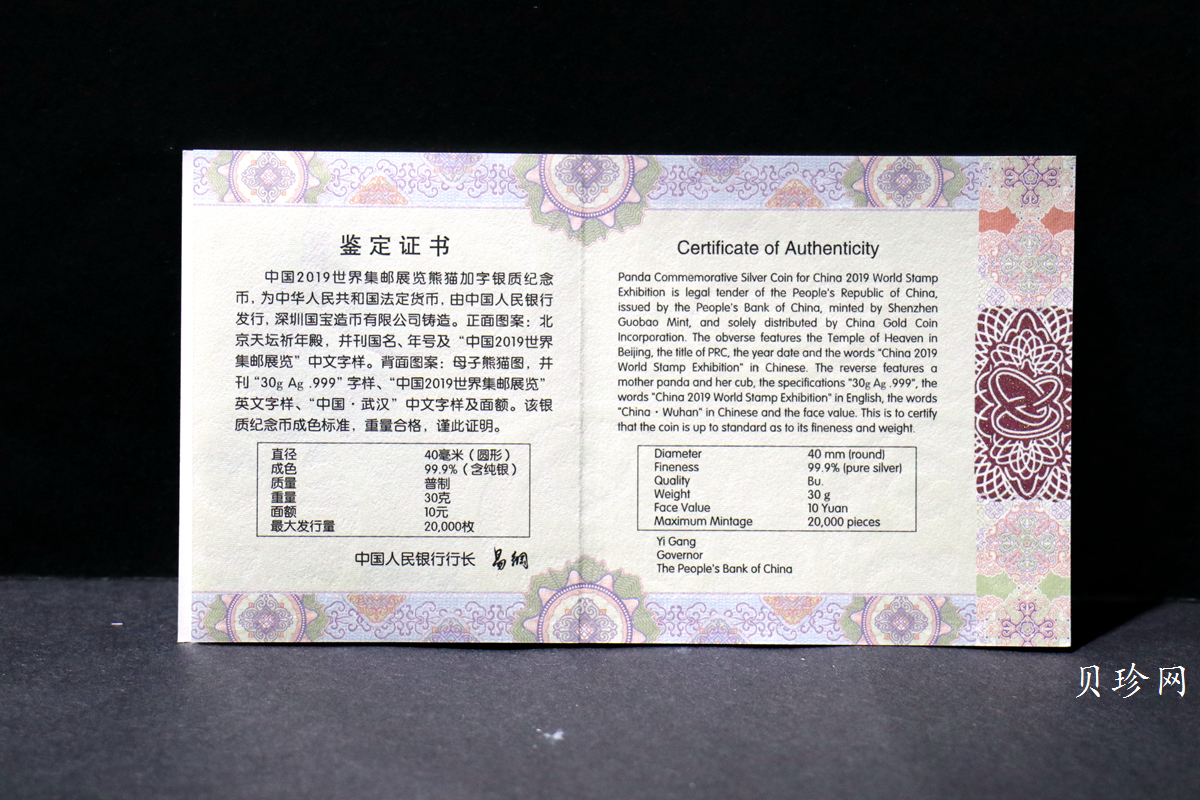 鉴定证书
中国2019世界集邮展览熊猫加字银质纪念
币，为中华人民共和国法定货币，由中国人民银行
发行，深圳国宝造币有限公司铸造。正面图案：北
京天坛祈年殿，并刊国名、年号及“中国2019世界
集邮展览”中文字样。背面图案：母子熊猫图，并
刊“30g Ag .999”字样、“中国2019世界集邮展览”
英文字样、“中国·武汉”中文字样及面额。该银
质纪念币成色标准，重量合格，谨此证明。
直径 40毫米（圆形）
成色 99.9%（含纯银）
质量 普制
重量 30克
面额 10元
最大发行量 20,000枚
中国人民银行行长 易纲
Certificate of Authenticity
Panda Commemorative Silver Coin for China 2019 World Stamp
Exhibition is legal tender of the People's Republic of China,
issued by the People's Bank of China, minted by Shenzhen
Guobao Mint, and solely distributed by China Gold Coin
Incorporation. The obverse features the Temple of Heaven in
Beijing, the title of PRC, the year date and the words "China 2019
World Stamp Exhibition" in Chinese. The reverse features a
mother panda and her cub, the specifications "30g Ag .999", the
words "China 2019 World Stamp Exhibition" in English, the words
"China·Wuhan" in Chinese and the face value. This is to certify
that the coin is up to standard as to its fineness and weight.
Diameter 40 mm (round)
Fineness 99.9% (pure silver)
Quality Bu.
Weight 30 g
Face Value 10 Yuan
Maximum Mintage 20,000 pieces
Yi Gang
Governor
The People's Bank of China
贝珍网